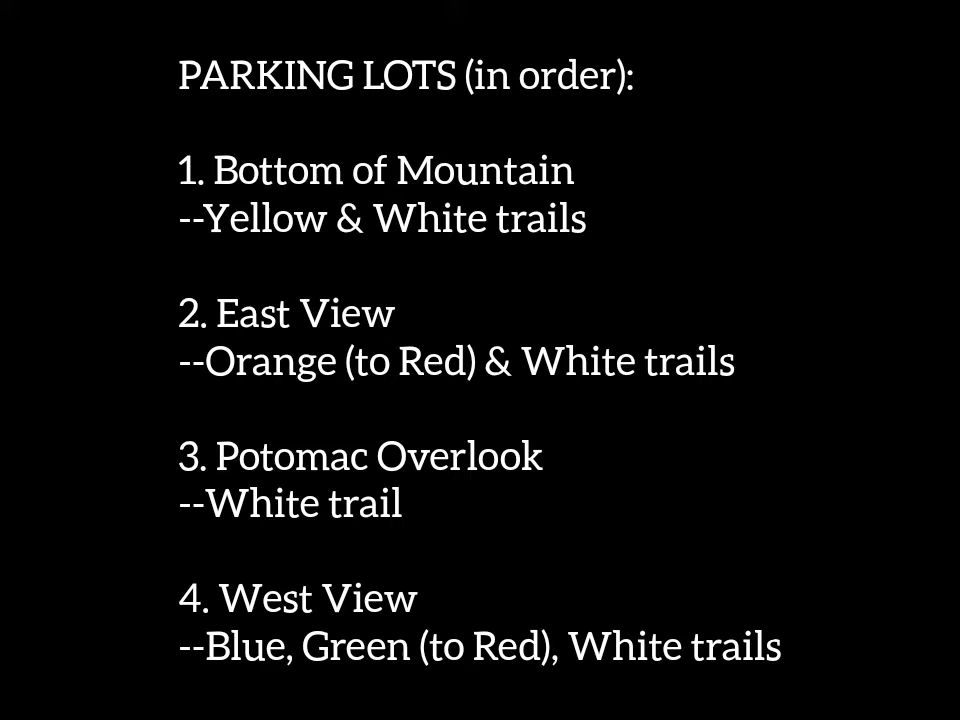 PARKING LOTS (in order):
1. Bottom of Mountain
--Yellow & White trails
2. East View
--Orange (to Red) & White trails
3. Potomac Overlook
--White trail
4. West View
--Blue, Green (to Red), White trails